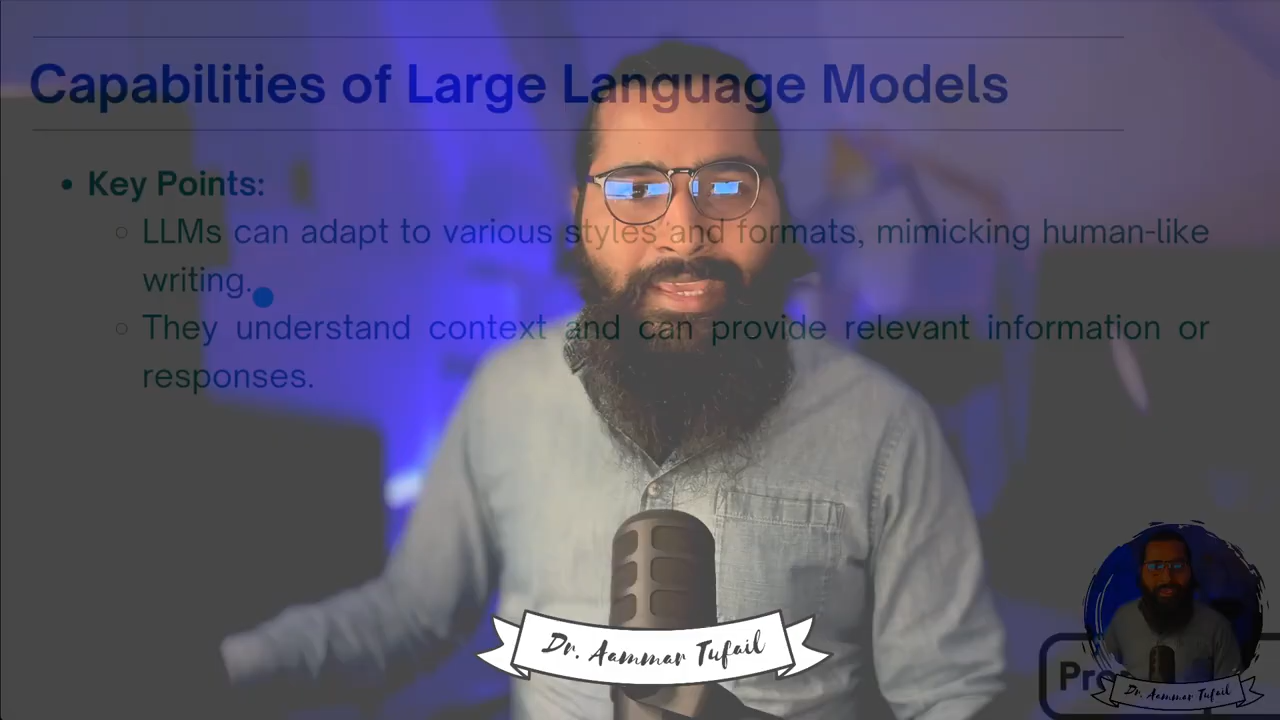 Capabilities of Large Language Models
• Key Points:
○ LLMs can adapt to various styles and formats, mimicking human-like
writing.
○ They understand context and can provide relevant information or
responses.
Dr. Aammar Tufail
Dr. Aammar Tufail